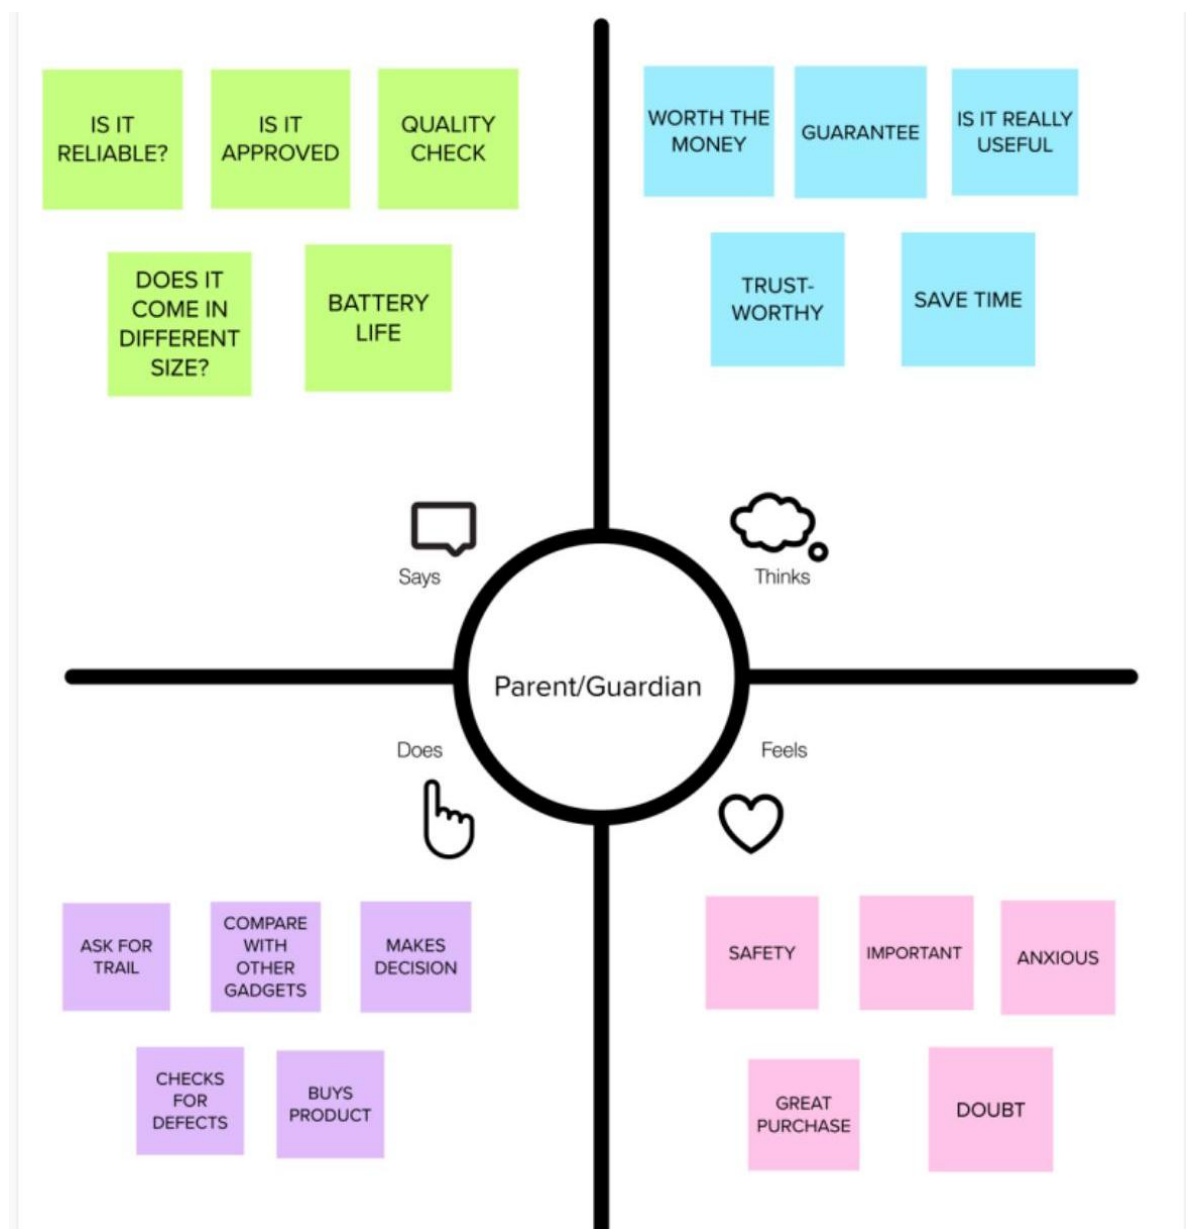 IS IT
RELIABLE?
IS IT
APPROVED
QUALITY
CHECK
DOES IT
COME IN
DIFFERENT
SIZE?
BATTERY
LIFE
WORTH THE
MONEY
GUARANTEE
IS IT REALLY
USEFUL
TRUST-
WORTHY
SAVE TIME
Says
Thinks
Parent/Guardian
Does
Feels
ASK FOR
TRAIL
COMPARE
WITH
OTHER
GADGETS
MAKES
DECISION
CHECKS
FOR
DEFECTS
BUYS
PRODUCT
SAFETY
IMPORTANT
ANXIOUS
GREAT
PURCHASE
DOUBT